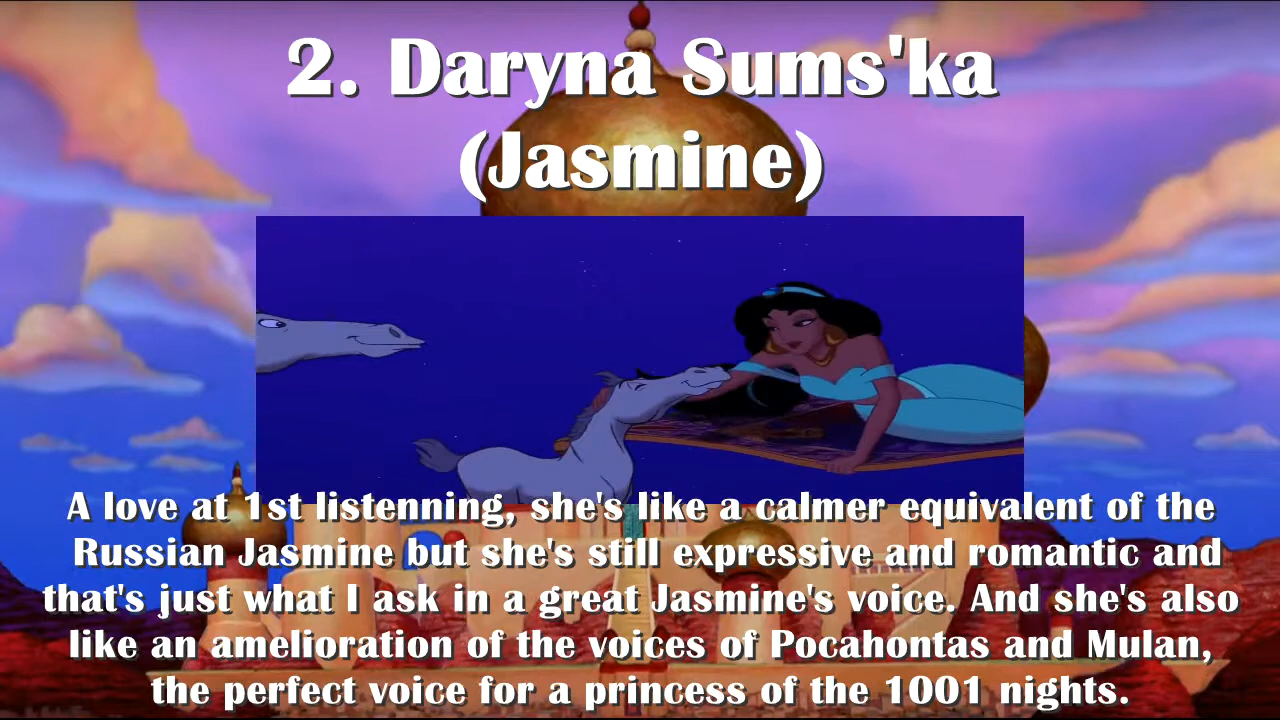 2. Daryna Sums'ka
(Jasmine)
A love at 1st listenning, she's like a calmer equivalent of the
Russian Jasmine but she's still expressive and romantic and
that's just what I ask in a great Jasmine's voice. And she's also
like an amelioration of the voices of Pocahontas and Mulan,
the perfect voice for a princess of the 1001 nights.